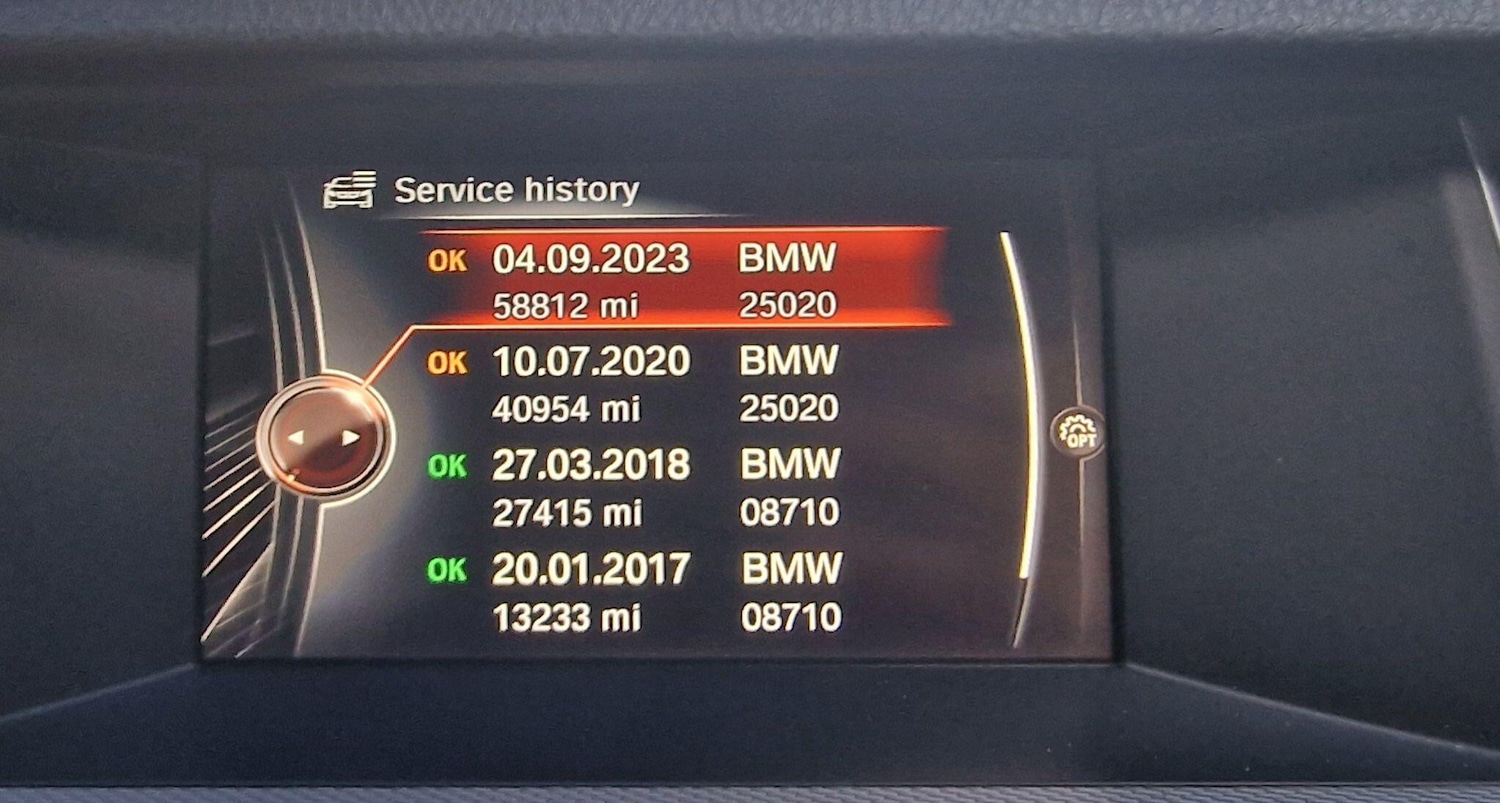 Service history
OK 04.09.2023 BMW
58812 mi 25020
OK 10.07.2020 BMW
40954 mi 25020
OK 27.03.2018 BMW
27415 mi 08710
OK 20.01.2017 BMW
13233 mi 08710
OPT